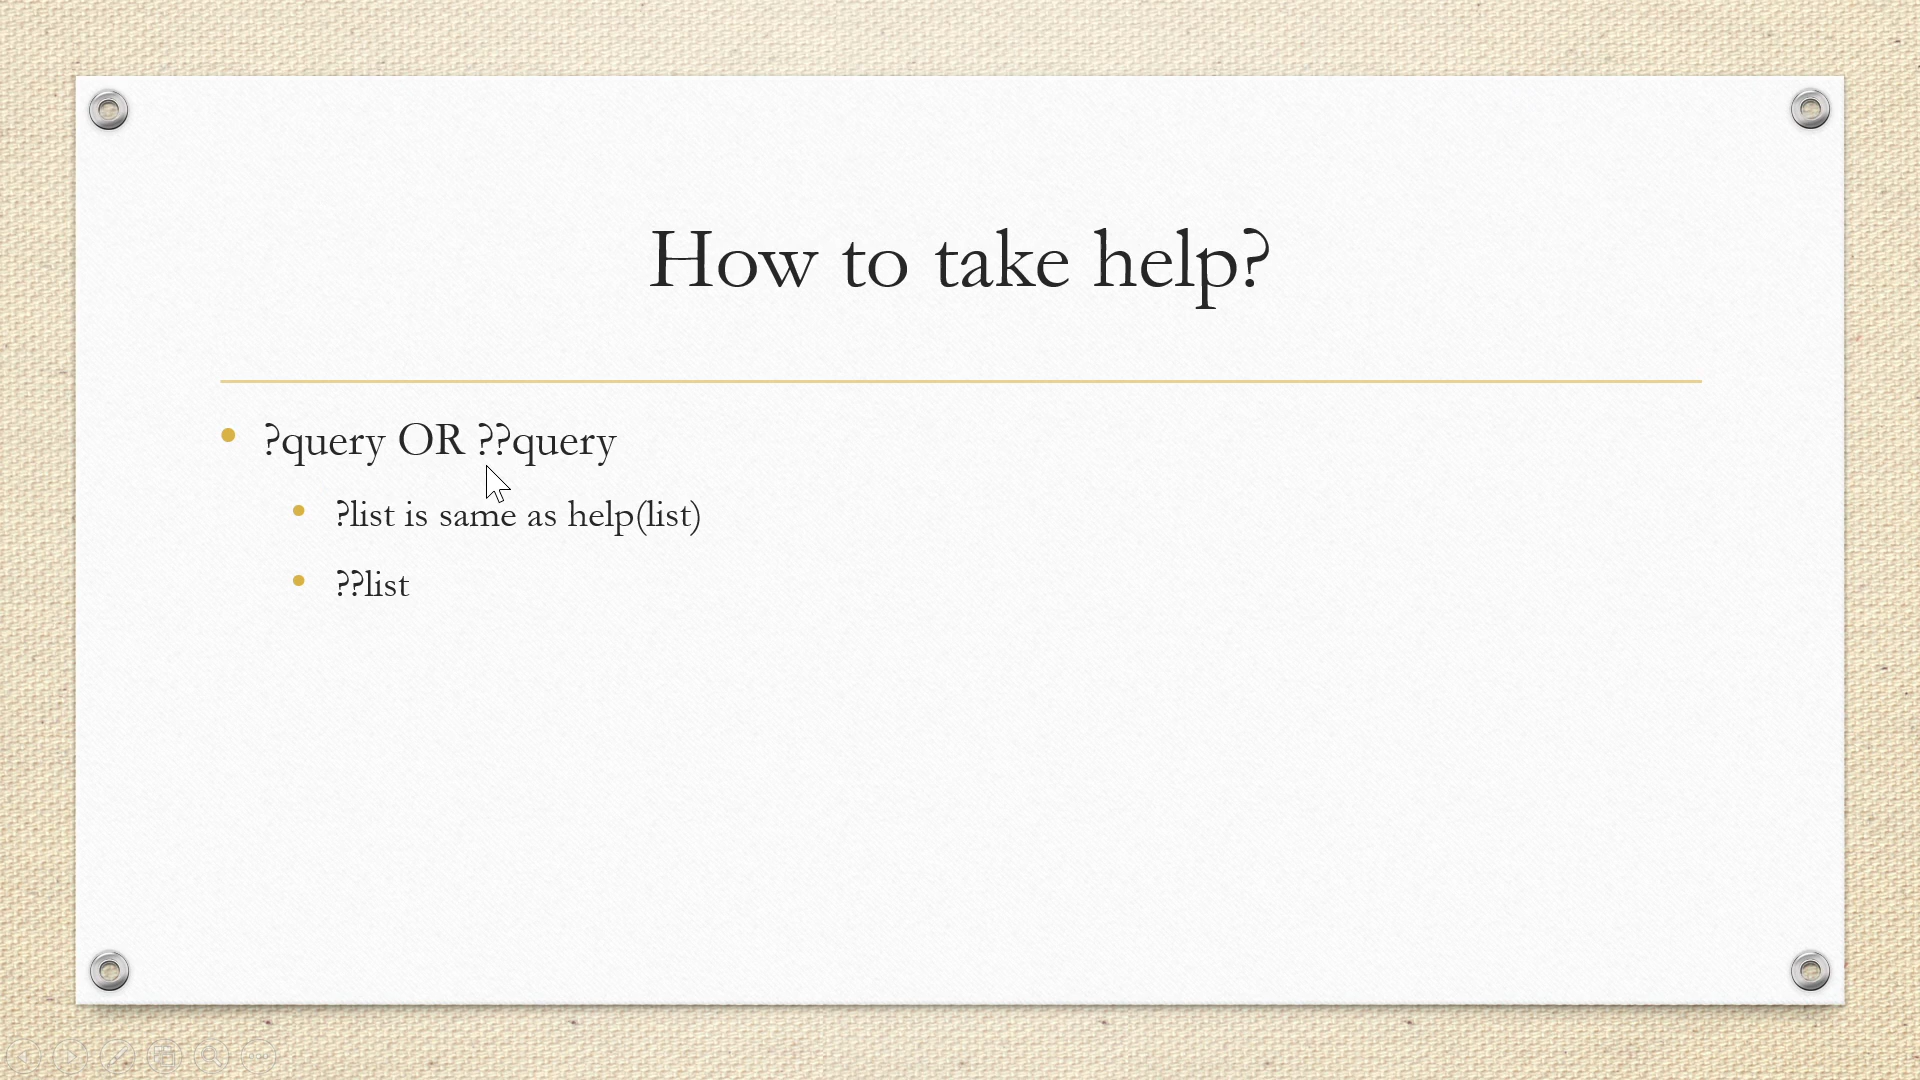 How to take help?
?query OR ??query
?list is same as help(list)
??list